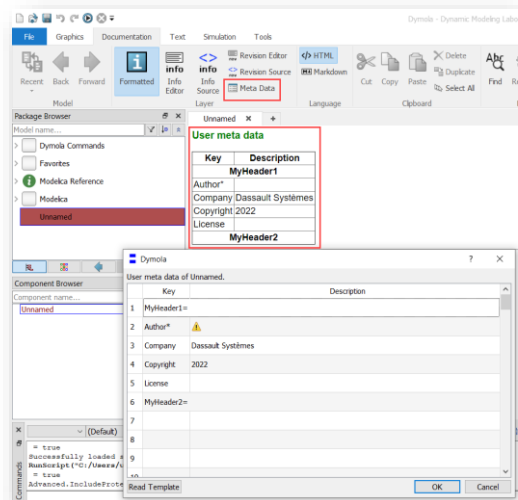 Dymola - Dynamic Modeling Labo
File Graphics Documentation Text Simulation Tools
Recent Back Forward
Model
Formatted
Info Editor
Info Source
Revision Editor
Revision Source
Meta Data
Layer
</> HTML
Markdown
Language
Cut Copy Paste
Delete
Duplicate
Select All
Clipboard
Find
Package Browser
Model name...
Dymola Commands
Favorites
Modelica Reference
Modelica
Unnamed
Unnamed
User meta data
Key Description
MyHeader1
Author*
Company Dassault Systèmes
Copyright 2022
License
MyHeader2
Component Browser
Component name...
Unnamed
Dymola
User meta data of Unnamed.
Key Description
1 MyHeader1=
2 Author*
3 Company Dassault Systèmes
4 Copyright 2022
5 License
6 MyHeader2=
7
8
9
Read Template OK Cancel
(Default)
Commands
= true
Successfully loaded
RunScript("C:/Users/
= true
Advanced.IncludeProte